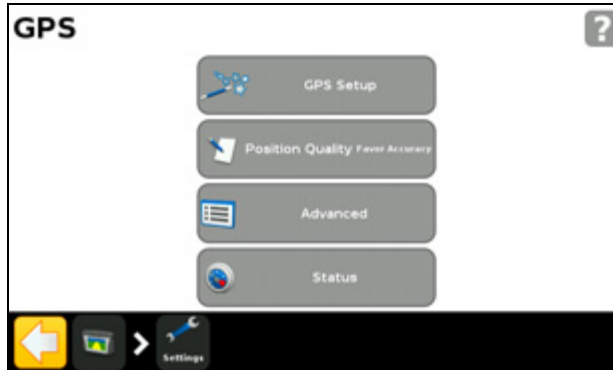 GPS
?
GPS Setup
Position Quality Favor Accuracy
Advanced
Status
Settings